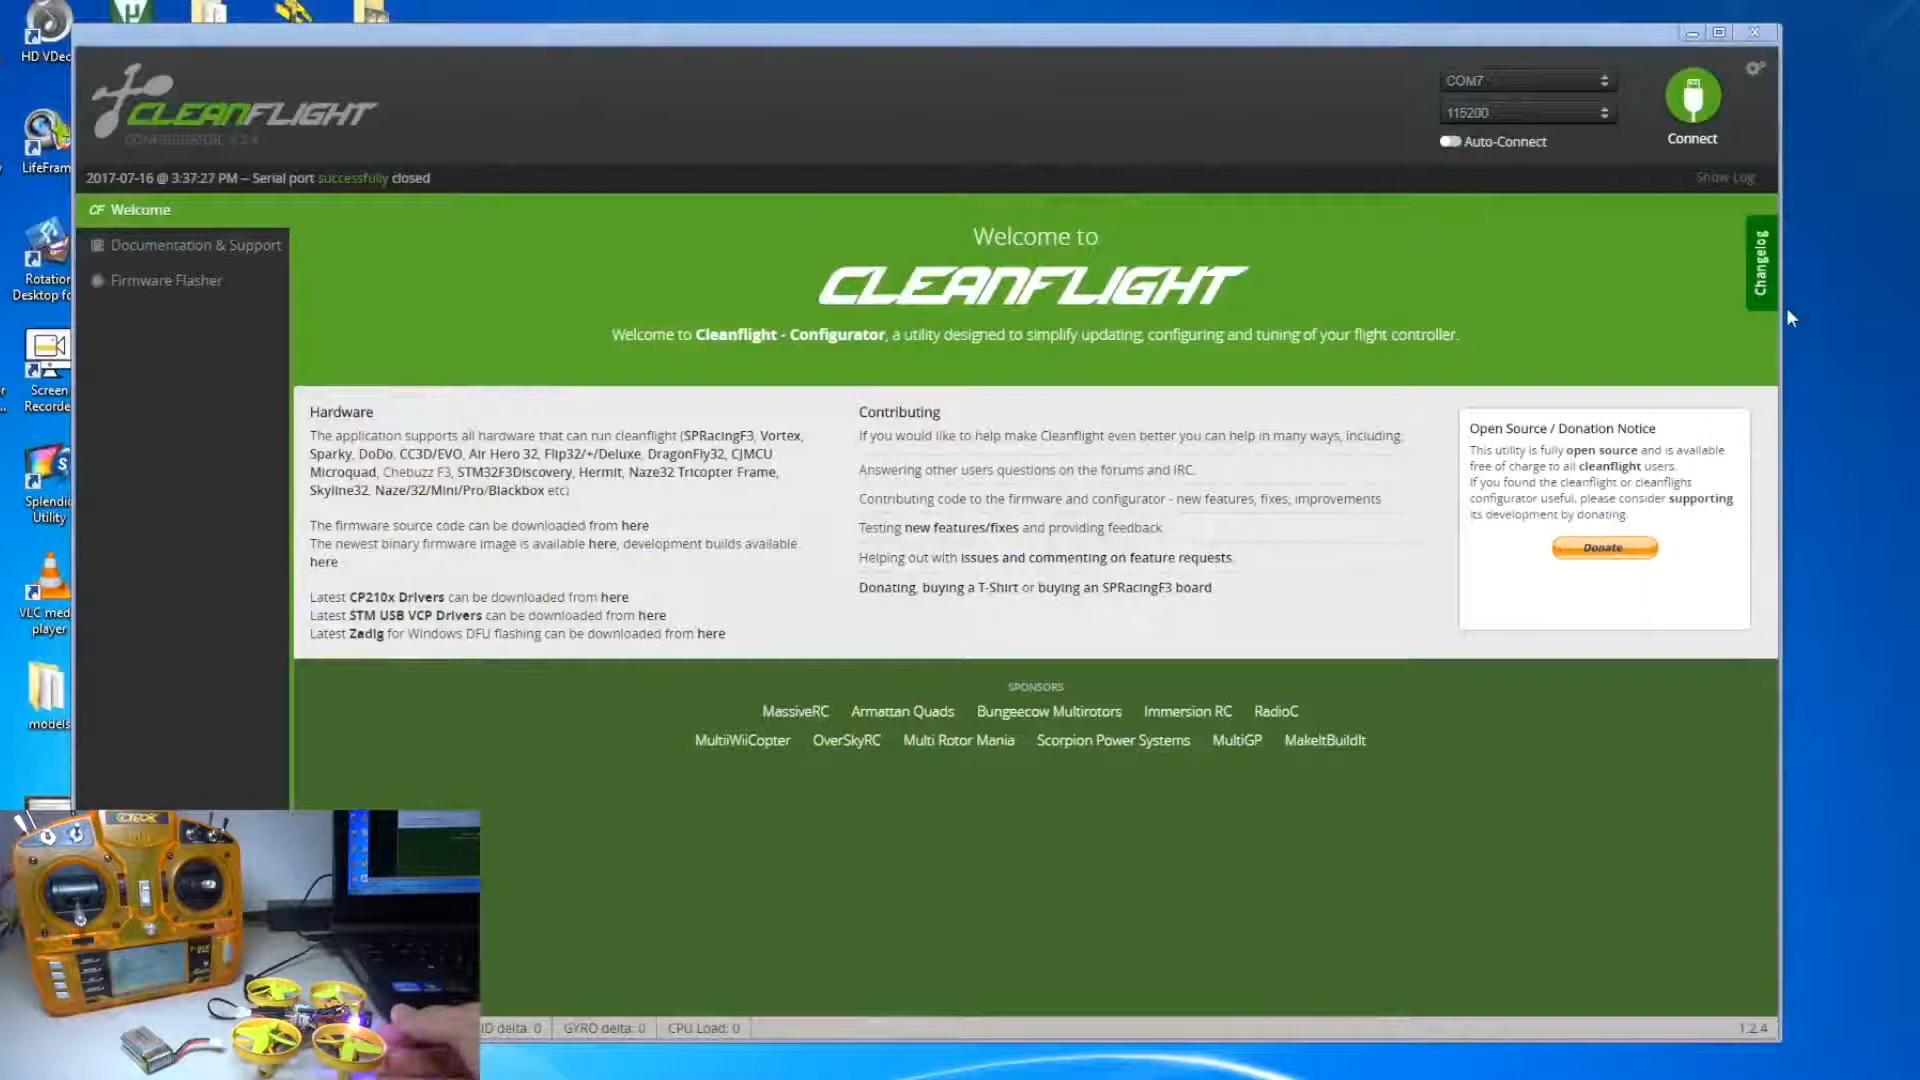 HD VDec
LifeFram
Rotation
Desktop fo
Screen
Recorde
Splendid
Utility
VLC med
player
models
CLEANFLIGHT
CONFIGURATOR 1.2.4
COM7
115200
Auto-Connect
Connect
2017-07-16 @ 3:37:27 PM -- Serial port successfully closed
Show Log
CF Welcome
Documentation & Support
Firmware Flasher
Changelog
Welcome to
CLEANFLIGHT
Welcome to Cleanflight - Configurator, a utility designed to simplify updating, configuring and tuning of your flight controller.
Hardware
The application supports all hardware that can run cleanflight (SPRacingF3, Vortex,
Sparky, DoDo, CC3D/EVO, Air Hero 32, Flip32/+/Deluxe, DragonFly32, CJMCU
Microquad, Chebuzz F3, STM32F3Discovery, Hermit, Naze32 Tricopter Frame,
Skyline32, Naze/32/Mini/Pro/Blackbox etc)
The firmware source code can be downloaded from here
The newest binary firmware image is available here, development builds available
here
Latest CP210x Drivers can be downloaded from here
Latest STM USB VCP Drivers can be downloaded from here
Latest Zadig for Windows DFU flashing can be downloaded from here
Contributing
If you would like to help make Cleanflight even better you can help in many ways, including:
Answering other users questions on the forums and IRC.
Contributing code to the firmware and configurator - new features, fixes, improvements
Testing new features/fixes and providing feedback.
Helping out with issues and commenting on feature requests.
Donating, buying a T-Shirt or buying an SPRacingF3 board
Open Source / Donation Notice
This utility is fully open source and is available
free of charge to all cleanflight users.
If you found the cleanflight or cleanflight
configurator useful, please consider supporting
its development by donating.
Donate
SPONSORS
MassiveRC Armattan Quads Bungeecow Multirotors Immersion RC RadioC
MultiWiiCopter OverSkyRC Multi Rotor Mania Scorpion Power Systems MultiGP MakeItBuildIt
ID delta: 0 GYRO delta: 0 CPU Load: 0
1.2.4